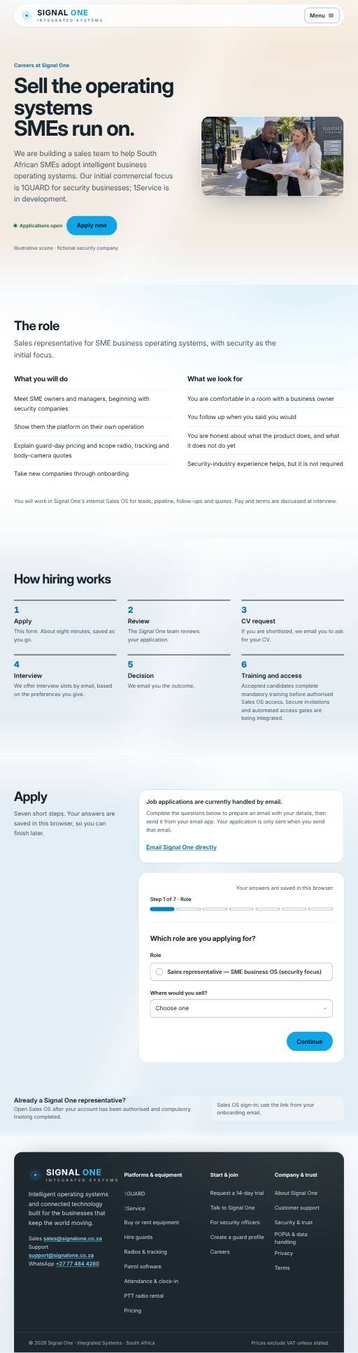 SIGNAL ONE
INTEGRATED SYSTEMS
Menu
Careers at Signal One
Sell the operating
systems
SMEs run on.
We are building a sales team to help South
African SMEs adopt intelligent business
operating systems. Our initial commercial focus
is 1GUARD for security businesses; 1Service is
in development.
Applications open
Apply now
Illustrative scene · fictional security company
The role
Sales representative for SME business operating systems, with security as the
initial focus.
What you will do
Meet SME owners and managers, beginning with
security companies
Show them the platform on their own operation
Explain guard-day pricing and scope radio, tracking and
body-camera quotes
Take new companies through onboarding
What we look for
You are comfortable in a room with a business owner
You follow up when you said you would
You are honest about what the product does, and what
it does not do yet
Security-industry experience helps, but it is not required
You will work in Signal One's internal Sales OS for leads, pipeline, follow-ups and quotes. Pay and terms are discussed at interview.
How hiring works
1
Apply
This form. About eight minutes, saved as
you go.
2
Review
The Signal One team reviews
your application.
3
CV request
If you are shortlisted, we email you to ask
for your CV.
4
Interview
We offer interview slots by email, based
on the preferences you give.
5
Decision
We email you the outcome.
6
Training and access
Accepted candidates complete
mandatory training before authorised
Sales OS access. Secure invitations
and automated access gates are
being integrated.
Apply
Seven short steps. Your answers are
saved in this browser, so you can
finish later.
Job applications are currently handled by email.
Complete the questions below to prepare an email with your details, then
send it from your email app. Your application is only sent when you send
that email.
Email Signal One directly
Your answers are saved in this browser
Step 1 of 7 · Role
Which role are you applying for?
Role
Sales representative — SME business OS (security focus)
Where would you sell?
Choose one
Continue
Already a Signal One representative?
Open Sales OS after your account has been authorised and compulsory
training completed.
Sales OS sign-in: use the link from your
onboarding email.
SIGNAL ONE
INTEGRATED SYSTEMS
Intelligent operating systems
and connected technology
built for the businesses that
keep the world moving.
Sales sales@signalone.co.za
Support
support@signalone.co.za
WhatsApp +27 77 464 4260
Platforms & equipment
1GUARD
1Service
Buy or rent equipment
Hire guards
Radios & tracking
Patrol software
Attendance & clock-in
PTT radio rental
Pricing
Start & join
Request a 14-day trial
Talk to Signal One
For security officers
Create a guard profile
Careers
Company & trust
About Signal One
Customer support
Security & trust
POPIA & data
handling
Privacy
Terms
© 2026 Signal One · Integrated Systems · South Africa
Prices exclude VAT unless stated.